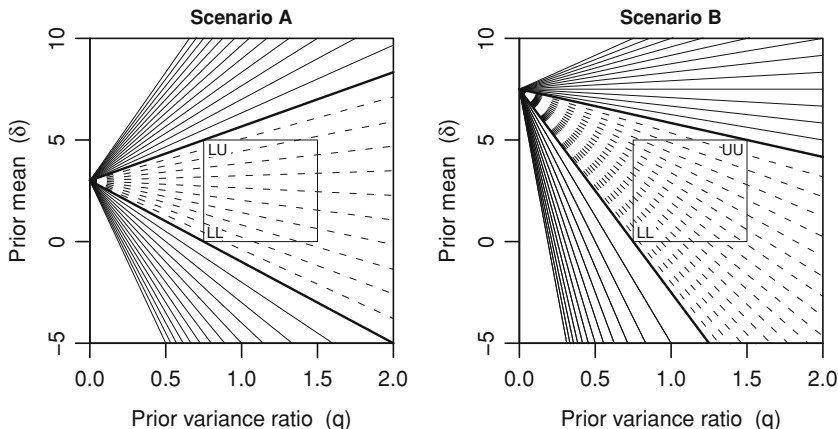 Scenario A
Prior mean (δ)
10
5
0
−5
LU
LL
0.0 0.5 1.0 1.5 2.0
Prior variance ratio (q)
Scenario B
Prior mean (δ)
10
5
0
−5
UU
LL
0.0 0.5 1.0 1.5 2.0
Prior variance ratio (q)